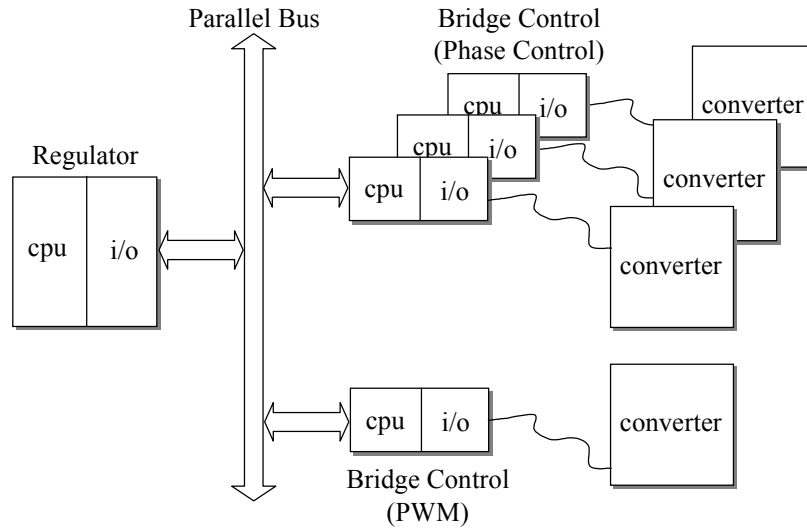 Parallel Bus
Bridge Control
(Phase Control)
cpu i/o
converter
cpu i/o
converter
Regulator
cpu i/o
cpu i/o
converter
cpu i/o
converter
Bridge Control
(PWM)